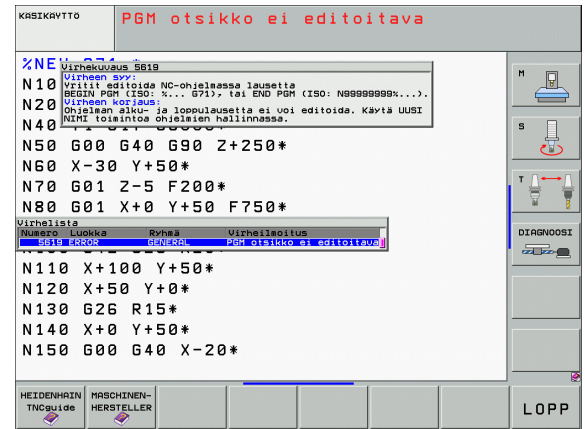 KÄSIKÄYTTÖ
PGM otsikko ei editoitava
%NE
Virhekuvaus 5619
Virheen syy:
Yritit editoida NC-ohjelmassa lausetta
BEGIN PGM (ISO: %... G71), tai END PGM (ISO: N99999999%...).
Virheen korjaus:
Ohjelman alku- ja loppulausetta ei voi editoida. Käytä UUSI
NIMI toimintoa ohjelmien hallinnassa.
N10
N20
N40
N50 G00 G40 G90 Z+250*
N60 X-30 Y+50*
N70 G01 Z-5 F200*
N80 G01 X+0 Y+50 F750*
Virhelista
Numero Luokka Ryhmä Virheilmoitus
5619 ERROR GENERAL PGM otsikko ei editoitava
N110 X+100 Y+50*
N120 X+50 Y+0*
N130 G26 R15*
N140 X+0 Y+50*
N150 G00 G40 X-20*
M
S
T
DIAGNOOSI
HEIDENHAIN
TNCguide
MASCHINEN-
HERSTELLER
LOPP